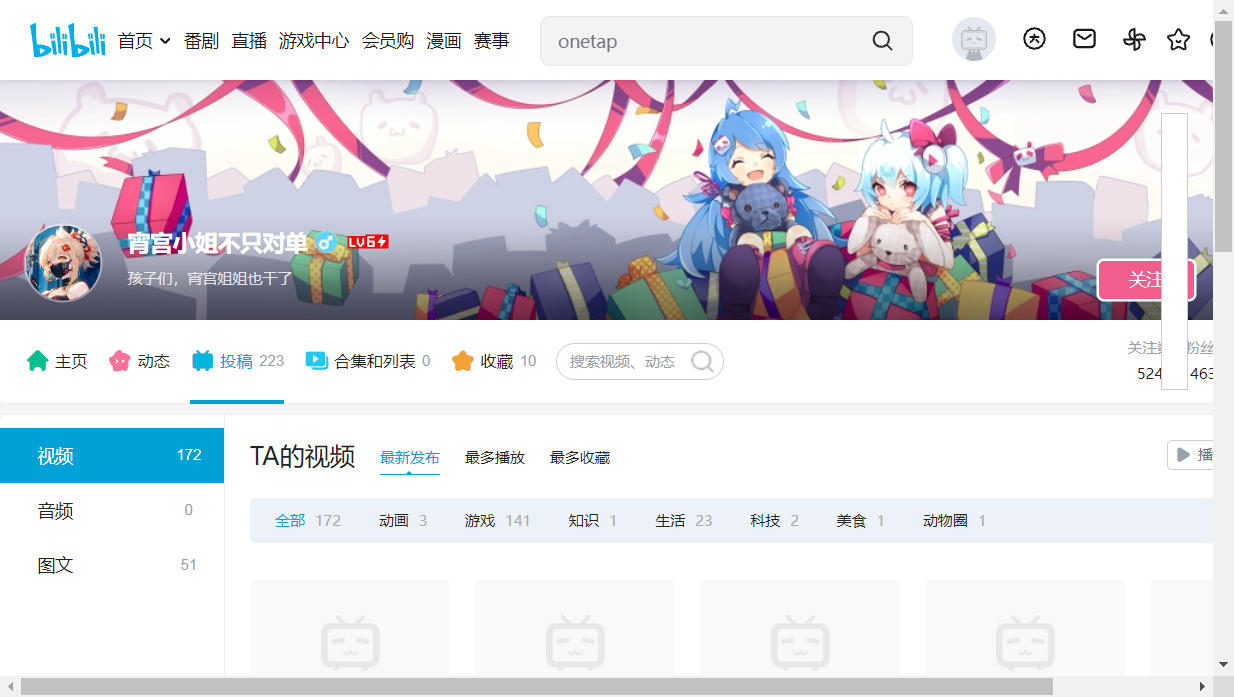 bilibili 首页 番剧 直播 游戏中心 会员购 漫画 赛事 onetap
宵宫小姐不只对单 LV6
孩子们，宵宫姐姐也干了
关注
主页 动态 投稿 223 合集和列表 0 收藏 10 搜索视频、动态
关注 粉丝
524 463
视频 172
音频 0
图文 51
TA的视频 最新发布 最多播放 最多收藏 播
全部 172 动画 3 游戏 141 知识 1 生活 23 科技 2 美食 1 动物圈 1